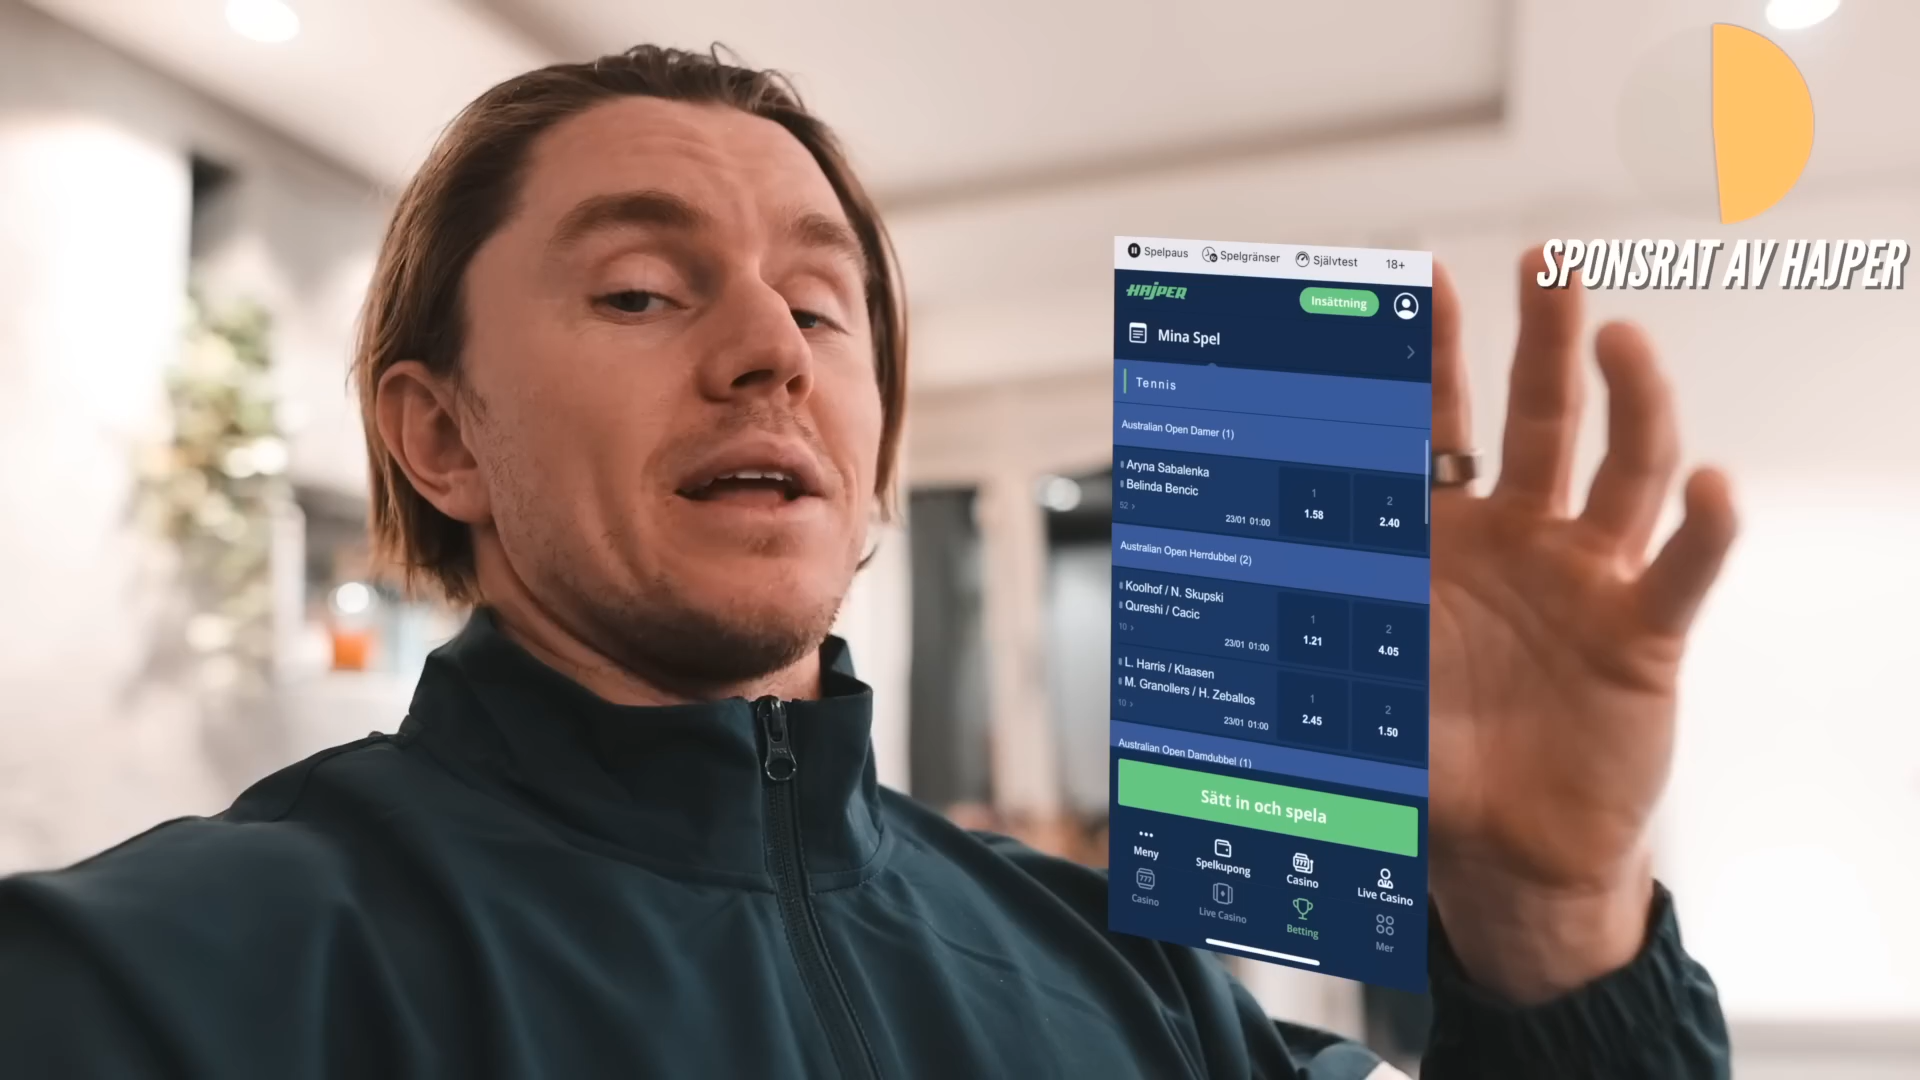 SPONSRAT AV HAJPER
Spelpaus
Spelgränser
Självtest
18+
HAJPER
Insättning
Mina Spel
Tennis
Australian Open Damer (1)
Aryna Sabalenka
Belinda Bencic
52
23/01 01:00
1
1.58
2
2.40
Australian Open Herrdubbel (2)
Koolhof / N. Skupski
Qureshi / Cacic
10
23/01 01:00
1
1.21
2
4.05
L. Harris / Klaasen
M. Granollers / H. Zeballos
10
23/01 01:00
1
2.45
2
1.50
Australian Open Damdubbel (1)
Sätt in och spela
Meny
Spelkupong
Casino
Live Casino
Casino
Live Casino
Betting
Mer